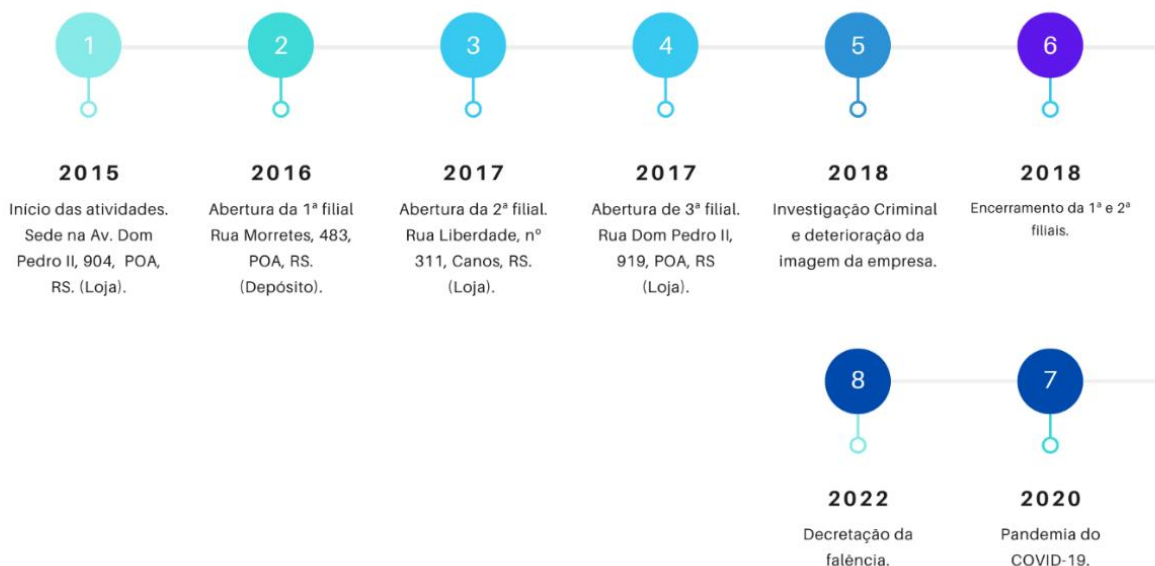 1
2
3
4
5
6
2015
Início das atividades.
Sede na Av. Dom
Pedro II, 904, POA,
RS. (Loja).
2016
Abertura da 1ª filial
Rua Morretes, 483,
POA, RS.
(Depósito).
2017
Abertura da 2ª filial.
Rua Liberdade, nº
311, Canos, RS.
(Loja).
2017
Abertura de 3ª filial.
Rua Dom Pedro II,
919, POA, RS
(Loja).
2018
Investigação Criminal
e deterioração da
imagem da empresa.
2018
Encerramento da 1ª e 2ª
filiais.
8
7
2022
Decretação da
falência.
2020
Pandemia do
COVID-19.